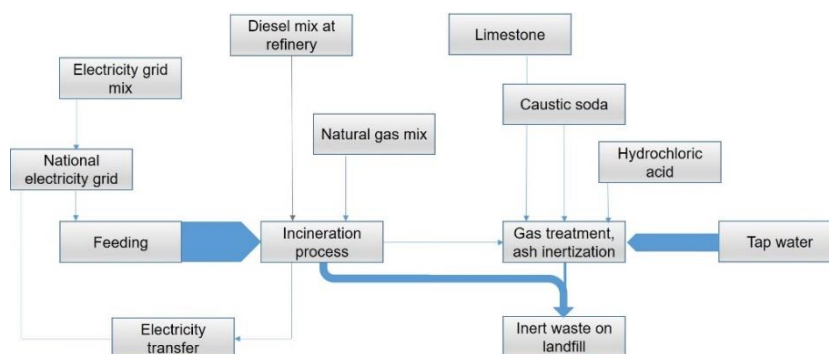 Diesel mix at
refinery
Limestone
Electricity grid
mix
Caustic soda
Natural gas mix
Hydrochloric
acid
National
electricity grid
Feeding
Incineration
process
Gas treatment,
ash inertization
Tap water
Electricity
transfer
Inert waste on
landfill